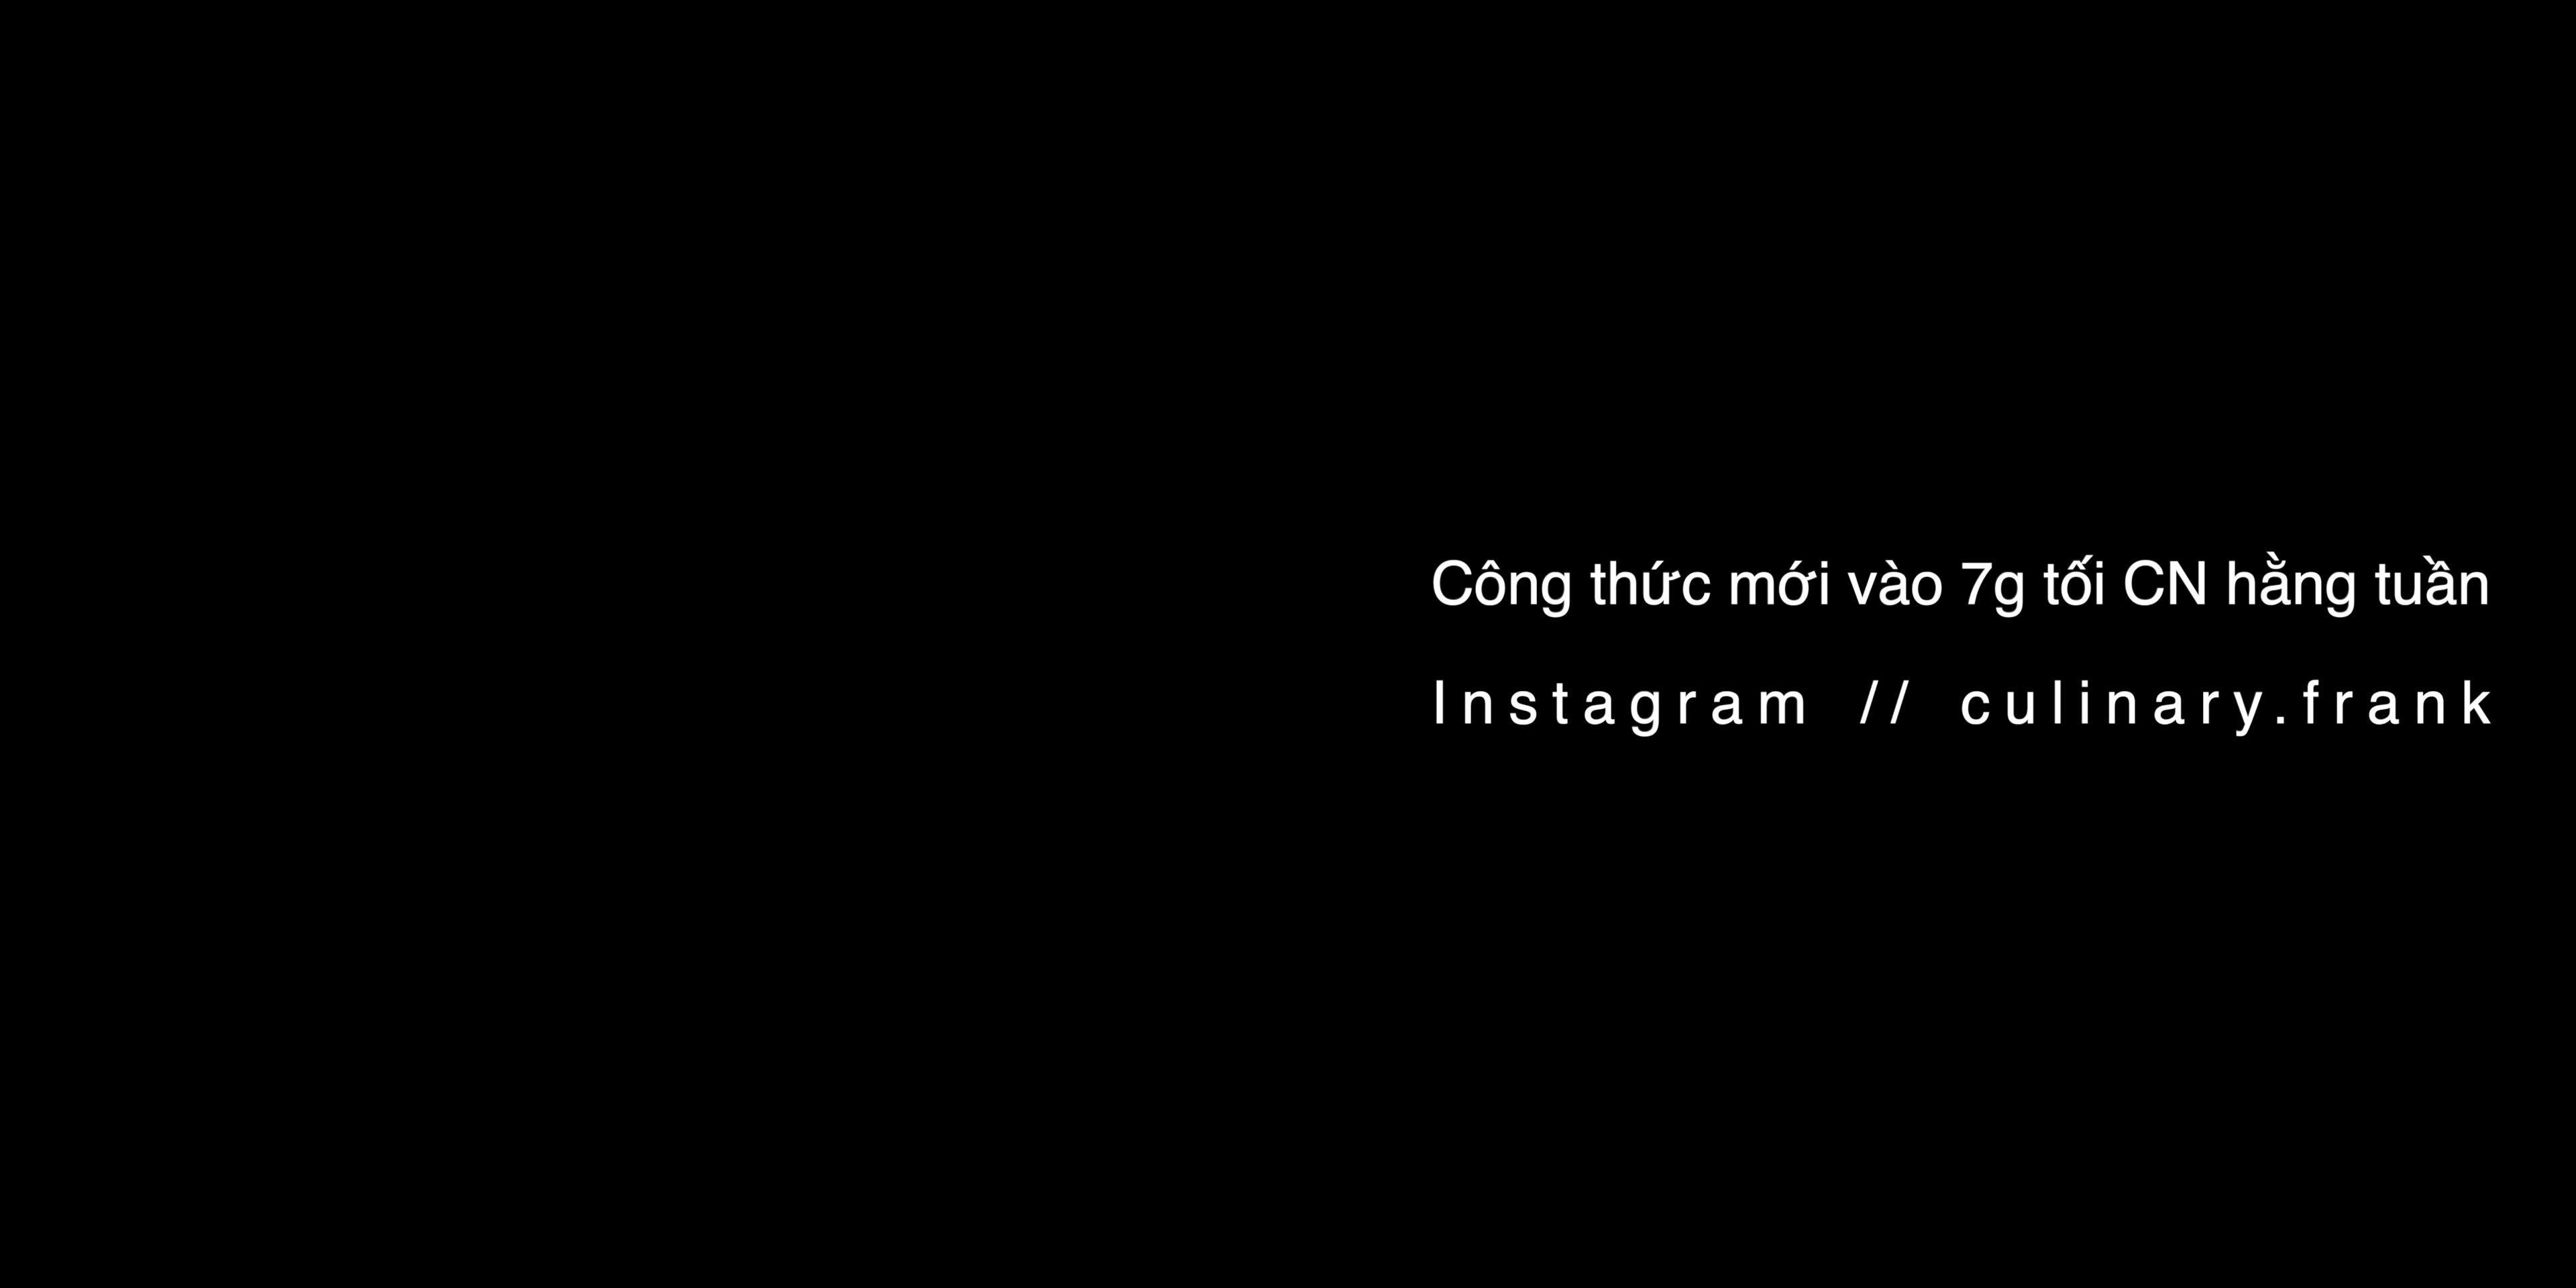 Công thức mới vào 7g tối CN hằng tuần
Instagram // culinary.frank